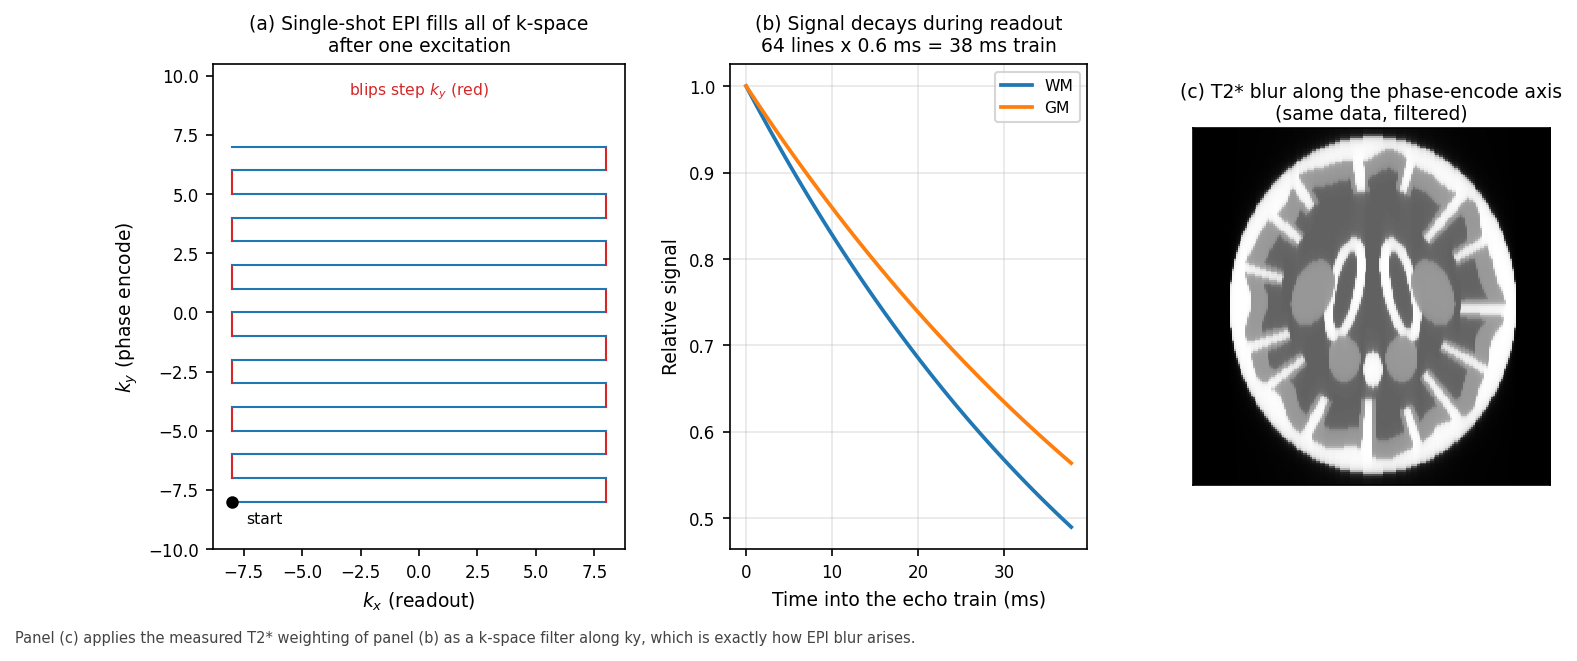 (a) Single-shot EPI fills all of k-space
after one excitation
blips step k_y (red)
10.0
7.5
5.0
2.5
0.0
−2.5
−5.0
−7.5
−10.0
k_y (phase encode)
start
−7.5 −5.0 −2.5 0.0 2.5 5.0 7.5
k_x (readout)
(b) Signal decays during readout
64 lines x 0.6 ms = 38 ms train
WM
GM
1.0
0.9
0.8
0.7
0.6
0.5
Relative signal
0 10 20 30
Time into the echo train (ms)
(c) T2* blur along the phase-encode axis
(same data, filtered)
Panel (c) applies the measured T2* weighting of panel (b) as a k-space filter along ky, which is exactly how EPI blur arises.